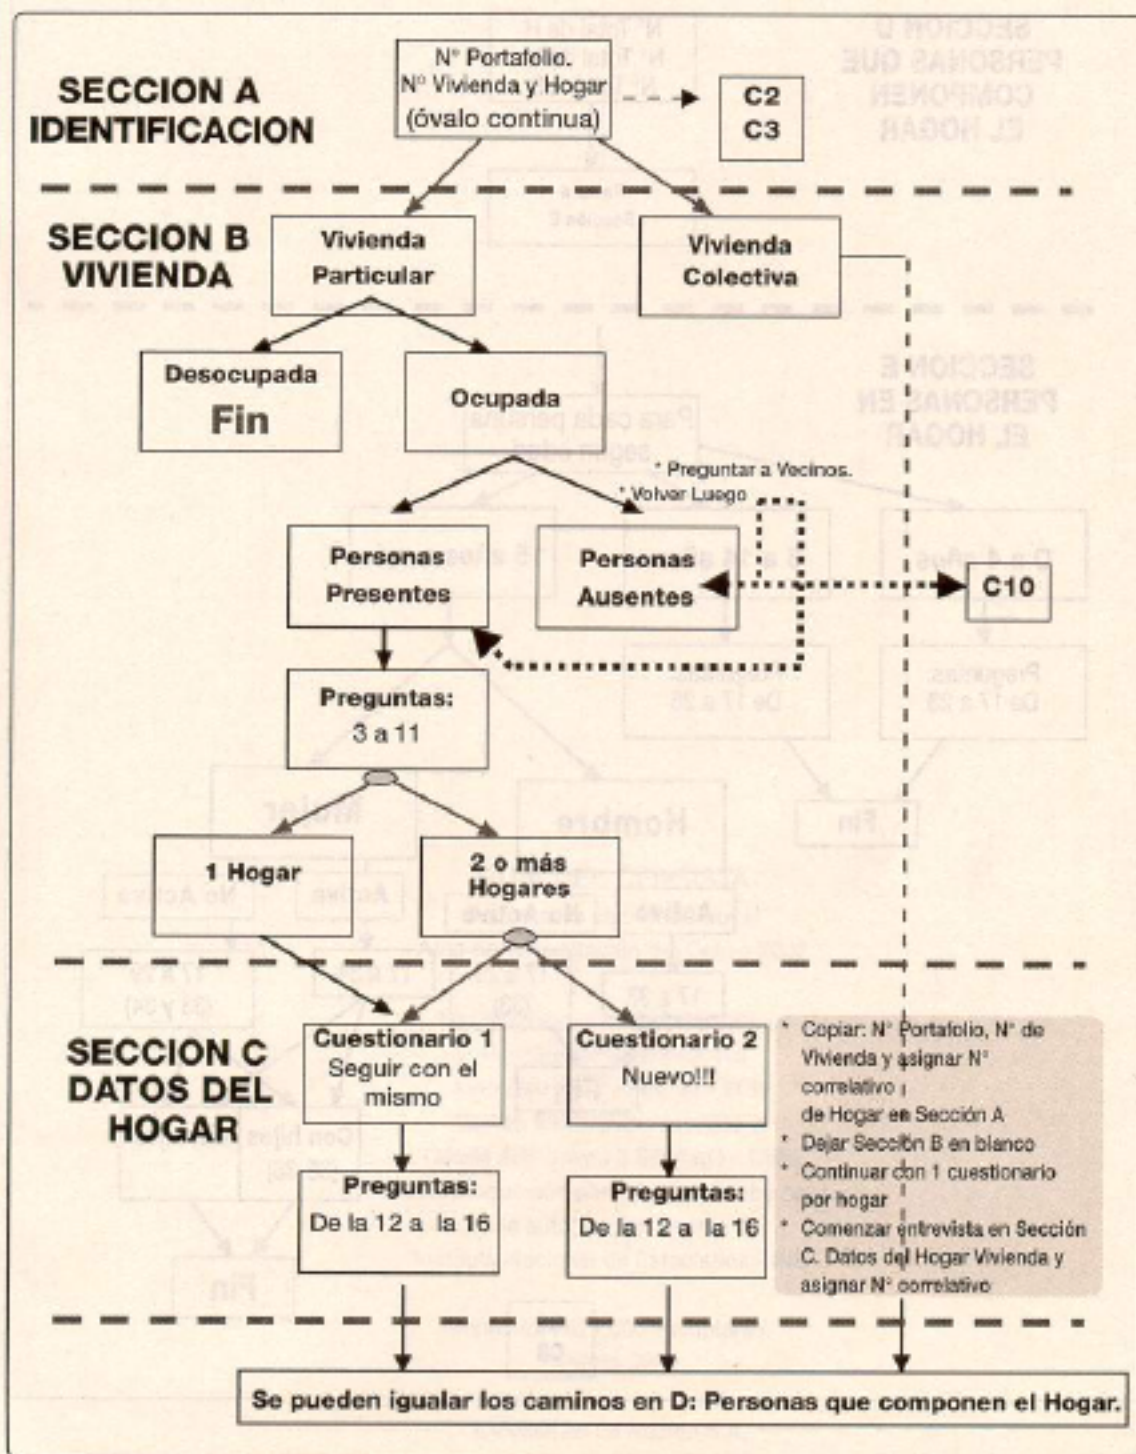 SECCION A
IDENTIFICACION
N° Portafolio.
N° Vivienda y Hogar
(óvalo continua)
C2
C3
SECCION B
VIVIENDA
Vivienda
Particular
Vivienda
Colectiva
Desocupada
Fin
Ocupada
* Preguntar a Vecinos.
* Volver Luego
Personas
Presentes
Personas
Ausentes
C10
Preguntas:
3 a 11
1 Hogar
2 o más
Hogares
SECCION C
DATOS DEL
HOGAR
Cuestionario 1
Seguir con el
mismo
Cuestionario 2
Nuevo!!!
Preguntas:
De la 12 a la 16
Preguntas:
De la 12 a la 16
* Copiar: N° Portafolio, N° de
Vivienda y asignar N°
correlativo
de Hogar en Sección A
* Dejar Sección B en blanco
* Continuar con 1 cuestionario
por hogar
* Comenzar entrevista en Sección
C. Datos del Hogar Vivienda y
asignar N° correlativo
Se pueden igualar los caminos en D: Personas que componen el Hogar.